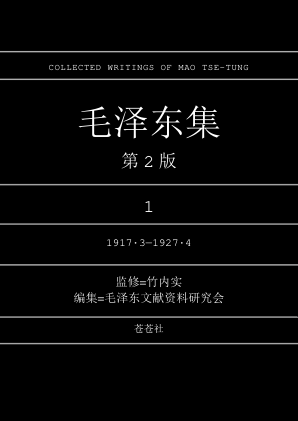 COLLECTED WRITINGS OF MAO TSE-TUNG
毛泽东集
第2版
1
1917·3—1927·4
监修=竹内实
编集=毛泽东文献资料研究会
苍苍社